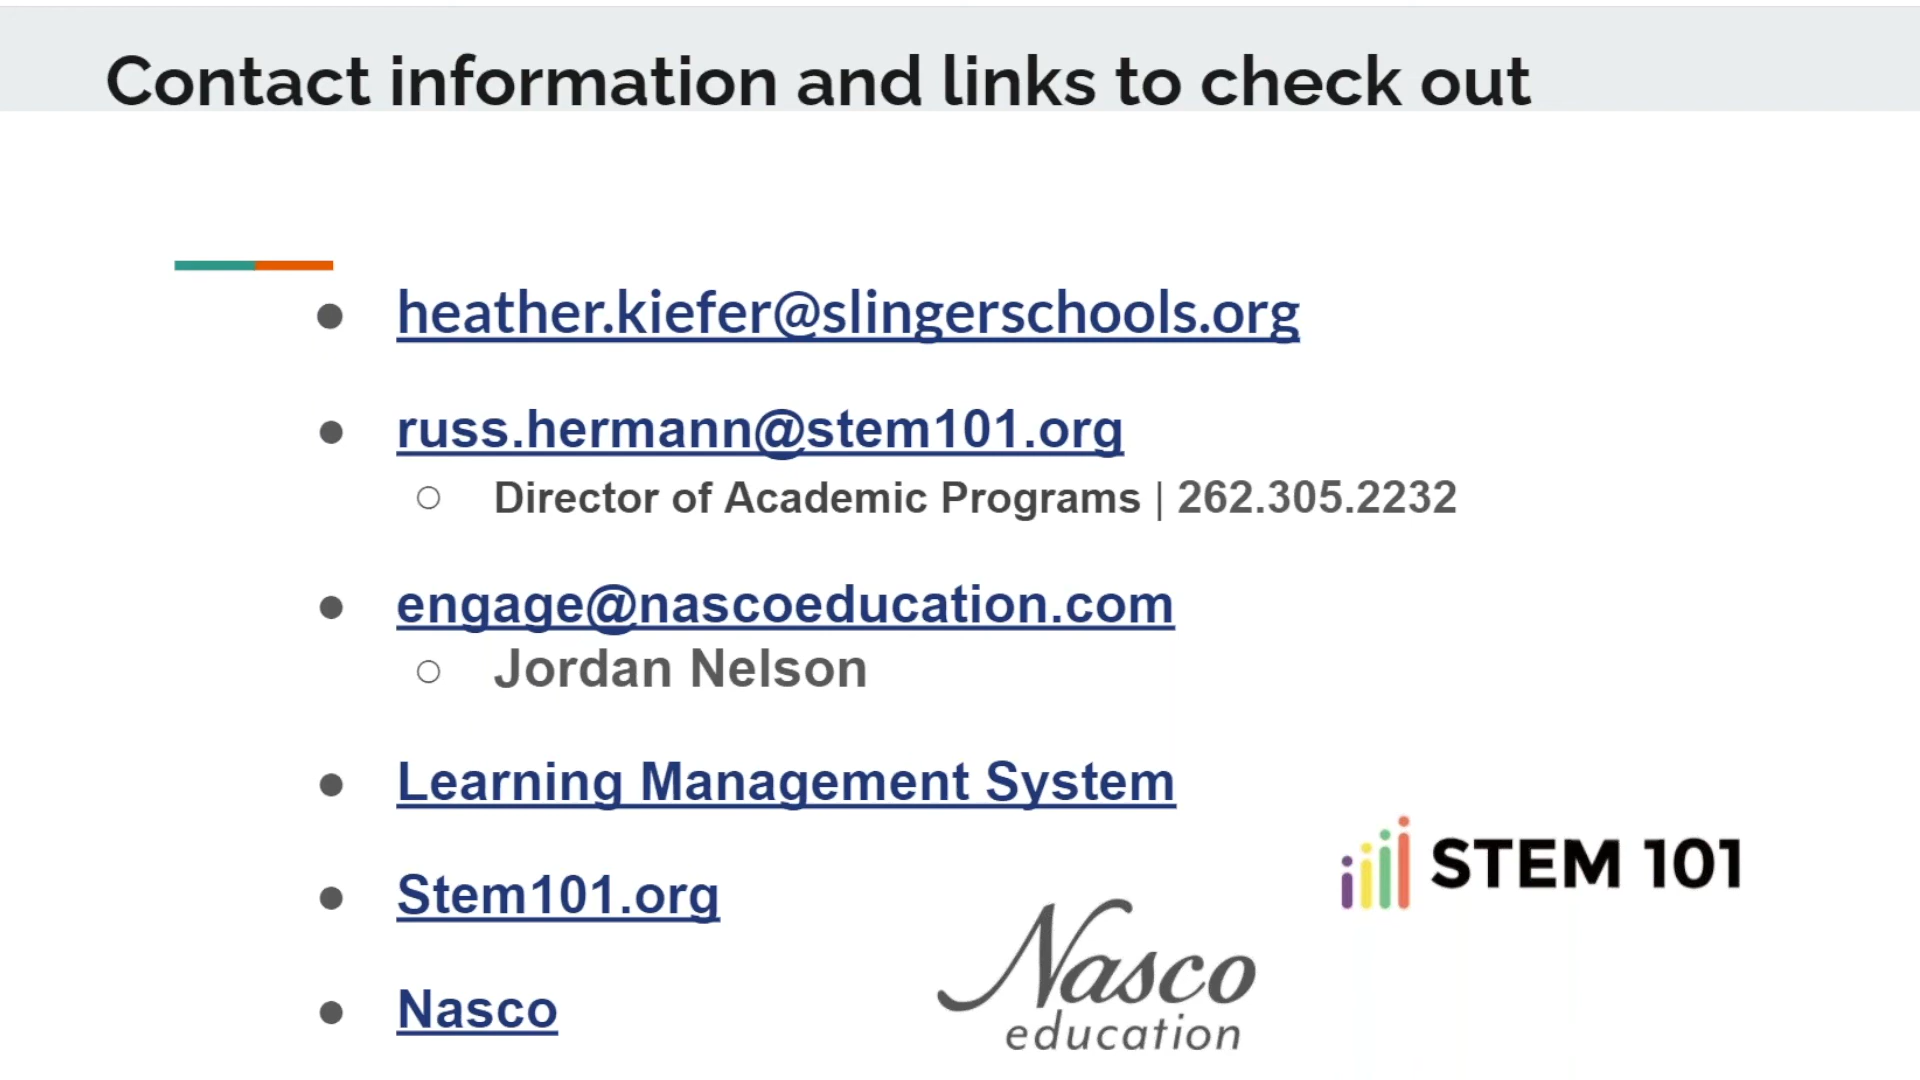 Contact information and links to check out
● heather.kiefer@slingerschools.org
● russ.hermann@stem101.org
○ Director of Academic Programs | 262.305.2232
● engage@nascoeducation.com
○ Jordan Nelson
● Learning Management System
● Stem101.org
● Nasco
STEM 101
Nasco
education